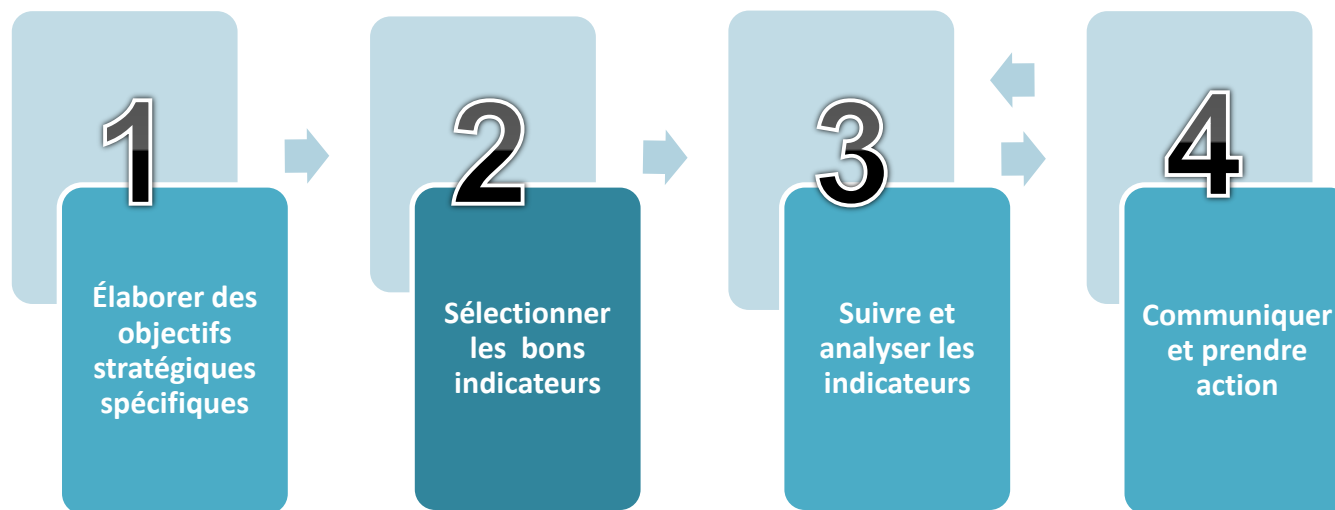 1
Élaborer des
objectifs
stratégiques
spécifiques
2
Sélectionner
les bons
indicateurs
3
Suivre et
analyser les
indicateurs
4
Communiquer
et prendre
action